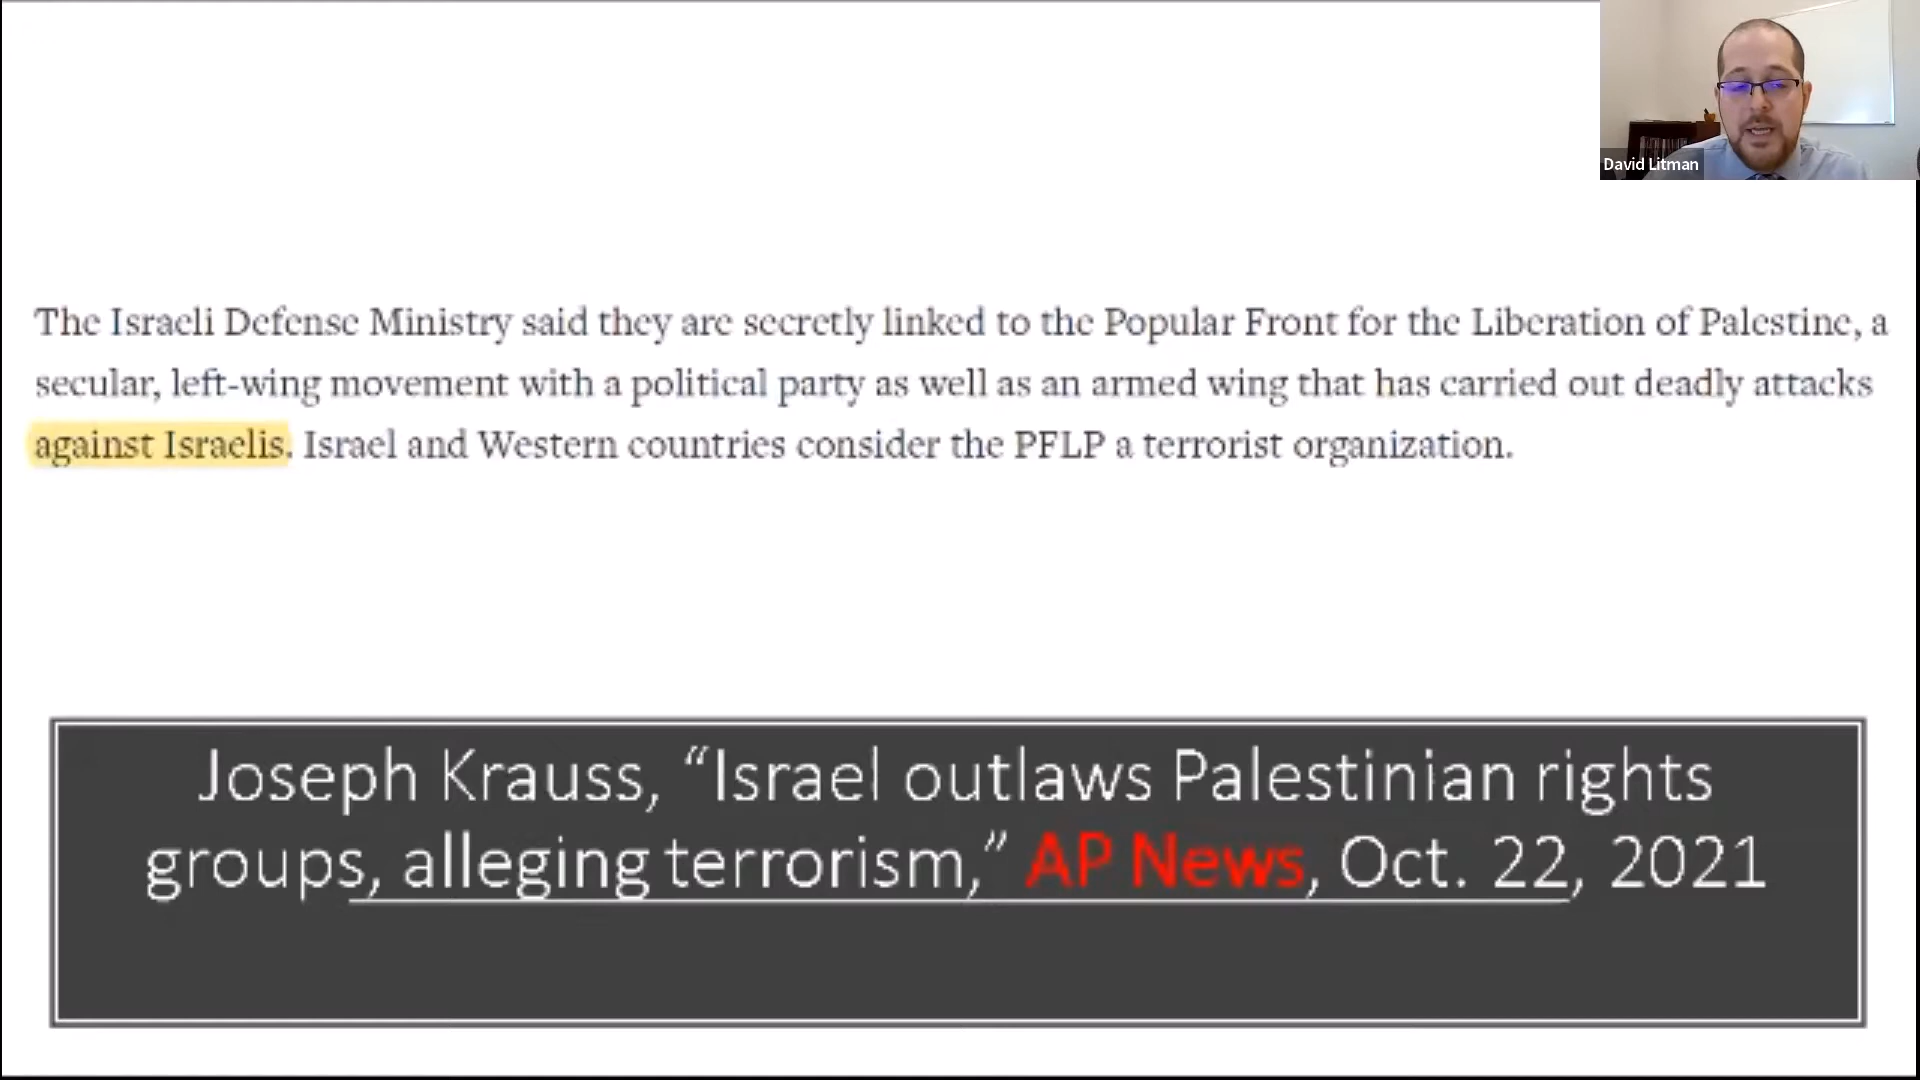 David Litman
The Israeli Defense Ministry said they are secretly linked to the Popular Front for the Liberation of Palestine, a
secular, left-wing movement with a political party as well as an armed wing that has carried out deadly attacks
against Israelis. Israel and Western countries consider the PFLP a terrorist organization.
Joseph Krauss, “Israel outlaws Palestinian rights
groups, alleging terrorism,” AP News, Oct. 22, 2021